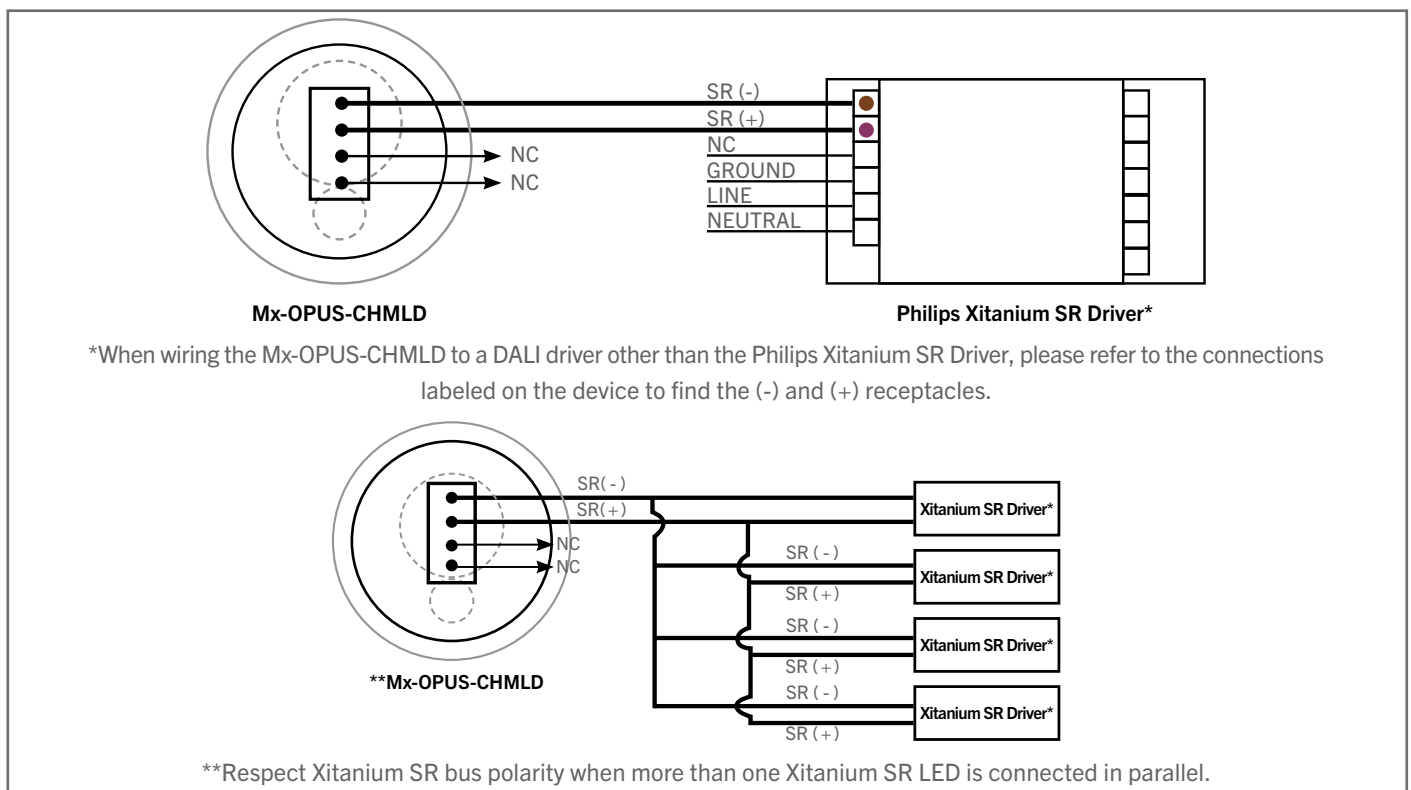 SR (-)
SR (+)
NC
NC
NC
GROUND
LINE
NEUTRAL
Mx-OPUS-CHMLD
Philips Xitanium SR Driver*
*When wiring the Mx-OPUS-CHMLD to a DALI driver other than the Philips Xitanium SR Driver, please refer to the connections
labeled on the device to find the (-) and (+) receptacles.
SR( - )
SR(+)
NC
NC
Xitanium SR Driver*
SR ( - )
SR (+)
Xitanium SR Driver*
SR ( - )
SR (+)
Xitanium SR Driver*
SR ( - )
SR (+)
Xitanium SR Driver*
**Mx-OPUS-CHMLD
**Respect Xitanium SR bus polarity when more than one Xitanium SR LED is connected in parallel.